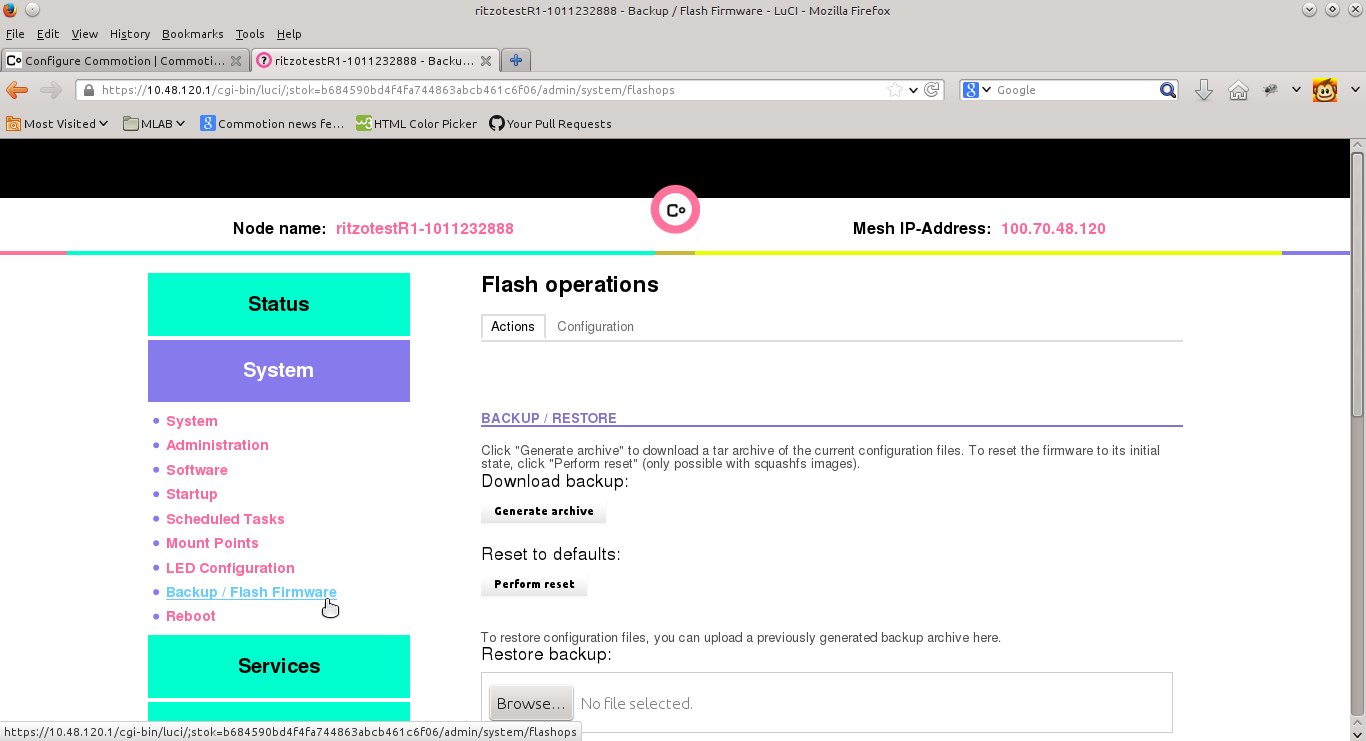 ritzotestR1-1011232888 - Backup / Flash Firmware - LuCI - Mozilla Firefox
File Edit View History Bookmarks Tools Help
Configure Commotion | Commoti... ritzotestR1-1011232888 - Backu...
https://10.48.120.1/cgi-bin/luci/;stok=b684590bd4f4fa744863abcb461c6f06/admin/system/flashops Google
Most Visited MLAB Commotion news fe... HTML Color Picker Your Pull Requests
Co
Node name: ritzotestR1-1011232888 Mesh IP-Address: 100.70.48.120
Status
System
System
Administration
Software
Startup
Scheduled Tasks
Mount Points
LED Configuration
Backup / Flash Firmware
Reboot
Services
Flash operations
Actions Configuration
BACKUP / RESTORE
Click "Generate archive" to download a tar archive of the current configuration files. To reset the firmware to its initial
state, click "Perform reset" (only possible with squashfs images).
Download backup:
Generate archive
Reset to defaults:
Perform reset
To restore configuration files, you can upload a previously generated backup archive here.
Restore backup:
Browse... No file selected.
https://10.48.120.1/cgi-bin/luci/;stok=b684590bd4f4fa744863abcb461c6f06/admin/system/flashops